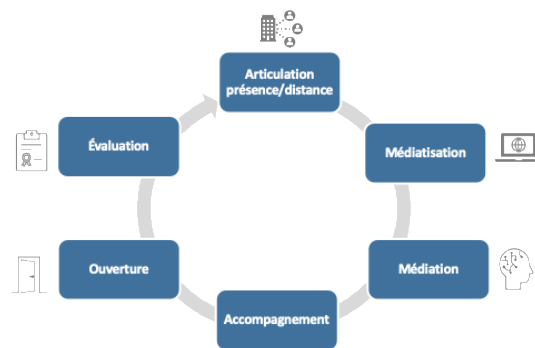 Articulation
présence/distance
Médiatisation
Médiation
Accompagnement
Ouverture
Évaluation